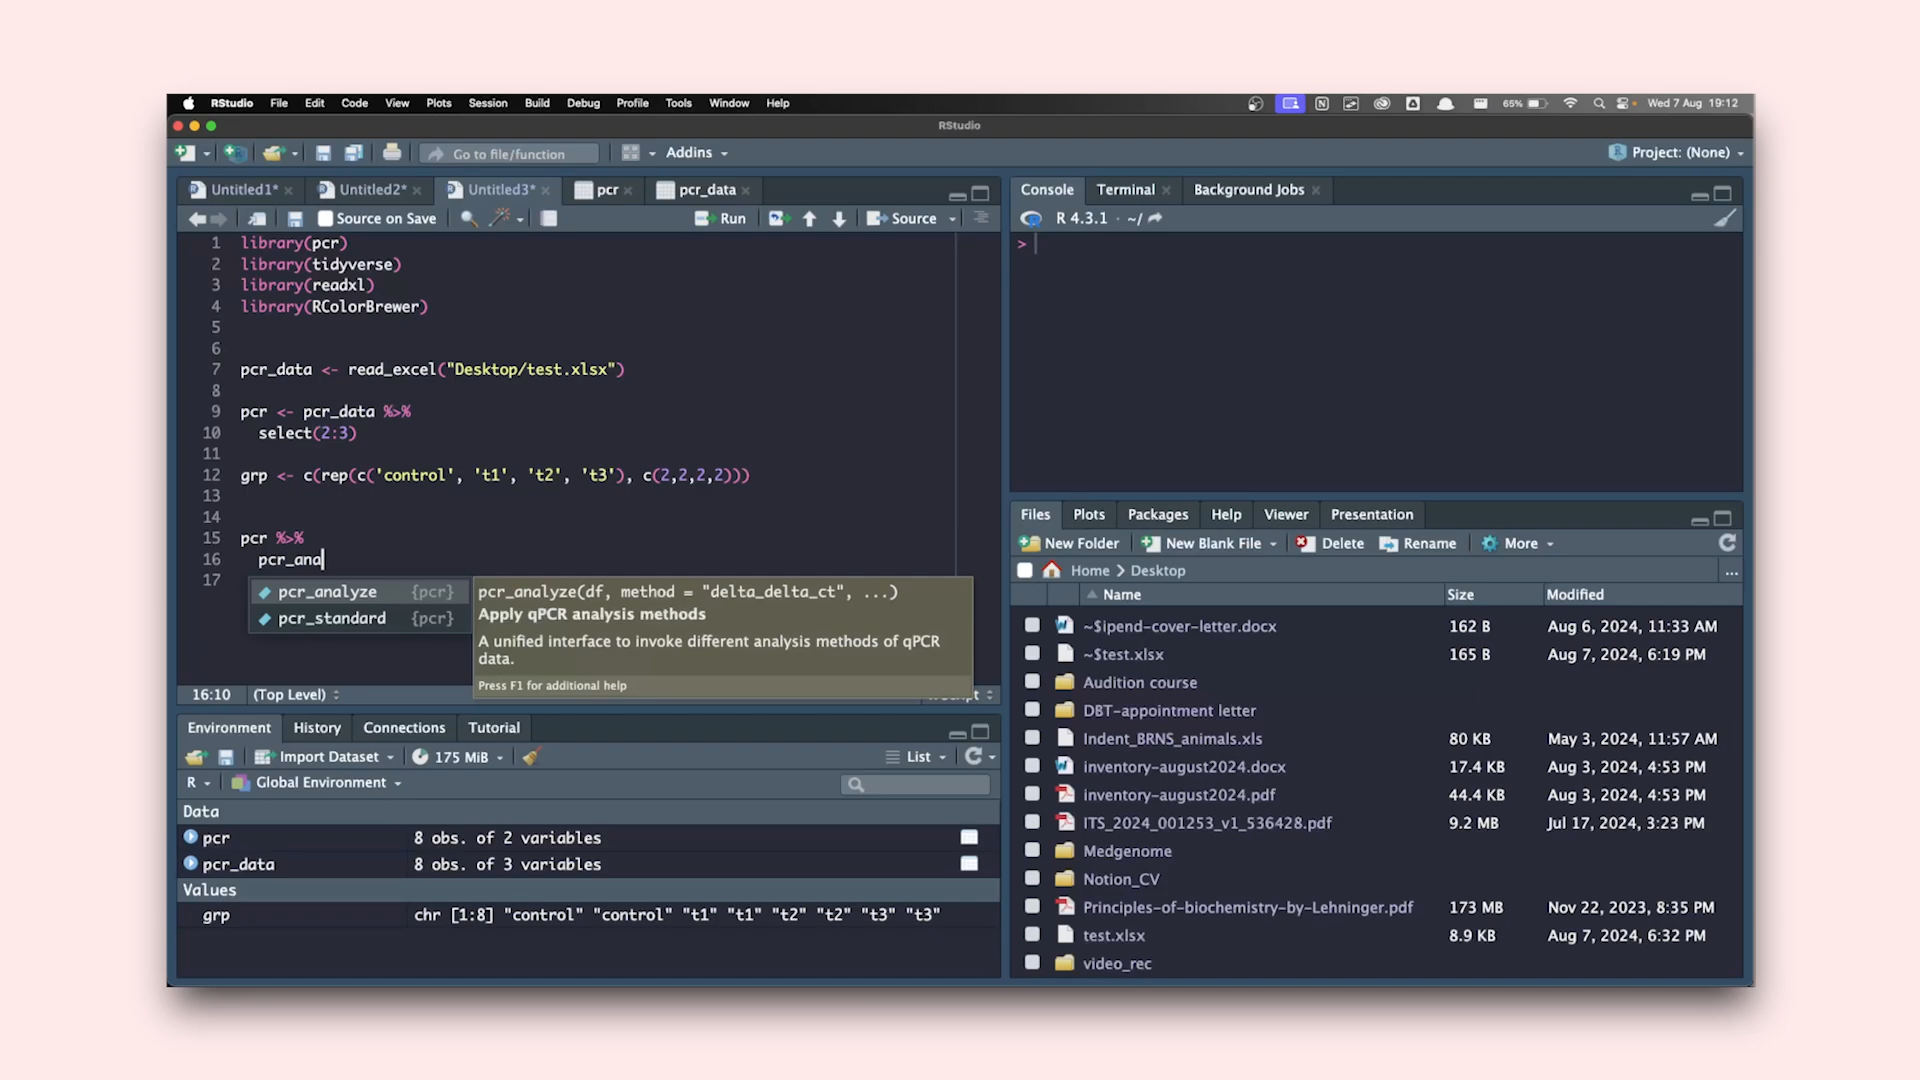 RStudio File Edit Code View Plots Session Build Debug Profile Tools Window Help 65% Wed 7 Aug 19:12
RStudio
Go to file/function Addins Project: (None)
Untitled1* Untitled2* Untitled3* pcr pcr_data
Source on Save Run Source
1 library(pcr)
2 library(tidyverse)
3 library(readxl)
4 library(RColorBrewer)
5
6
7 pcr_data <- read_excel("Desktop/test.xlsx")
8
9 pcr <- pcr_data %>%
10 select(2:3)
11
12 grp <- c(rep(c('control', 't1', 't2', 't3'), c(2,2,2,2)))
13
14
15 pcr %>%
16 pcr_ana
17
pcr_analyze {pcr}
pcr_standard {pcr}
pcr_analyze(df, method = "delta_delta_ct", ...)
Apply qPCR analysis methods
A unified interface to invoke different analysis methods of qPCR
data.
Press F1 for additional help
16:10 (Top Level)
Environment History Connections Tutorial
Import Dataset 175 MiB List
R Global Environment
Data
pcr 8 obs. of 2 variables
pcr_data 8 obs. of 3 variables
Values
grp chr [1:8] "control" "control" "t1" "t1" "t2" "t2" "t3" "t3"
Console Terminal Background Jobs
R 4.3.1 · ~/
>
Files Plots Packages Help Viewer Presentation
New Folder New Blank File Delete Rename More
Home Desktop ...
Name Size Modified
~$ipend-cover-letter.docx 162 B Aug 6, 2024, 11:33 AM
~$test.xlsx 165 B Aug 7, 2024, 6:19 PM
Audition course
DBT-appointment letter
Indent_BRNS_animals.xls 80 KB May 3, 2024, 11:57 AM
inventory-august2024.docx 17.4 KB Aug 3, 2024, 4:53 PM
inventory-august2024.pdf 44.4 KB Aug 3, 2024, 4:53 PM
ITS_2024_001253_v1_536428.pdf 9.2 MB Jul 17, 2024, 3:23 PM
Medgenome
Notion_CV
Principles-of-biochemistry-by-Lehninger.pdf 173 MB Nov 22, 2023, 8:35 PM
test.xlsx 8.9 KB Aug 7, 2024, 6:32 PM
video_rec